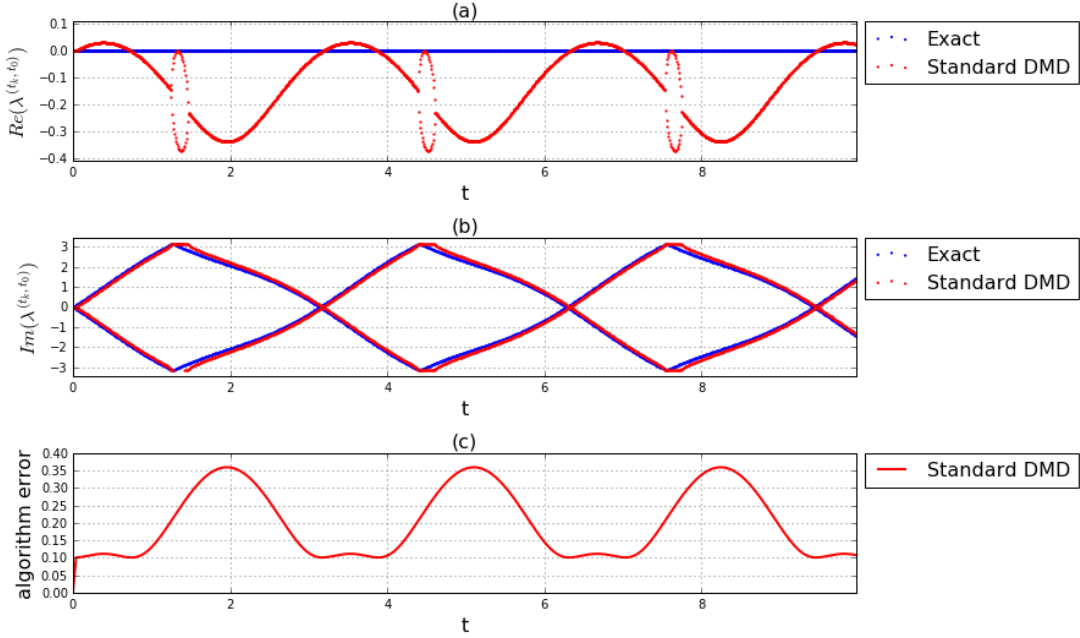 (a)
0.1
0.0
−0.1
−0.2
−0.3
−0.4
Re(λ^(t_k,t_0))
0 2 4 6 8
t
Exact
Standard DMD
(b)
3
2
1
0
−1
−2
−3
Im(λ^(t_k,t_0))
0 2 4 6 8
t
Exact
Standard DMD
(c)
0.40
0.35
0.30
0.25
0.20
0.15
0.10
0.05
0.00
algorithm error
0 2 4 6 8
t
Standard DMD